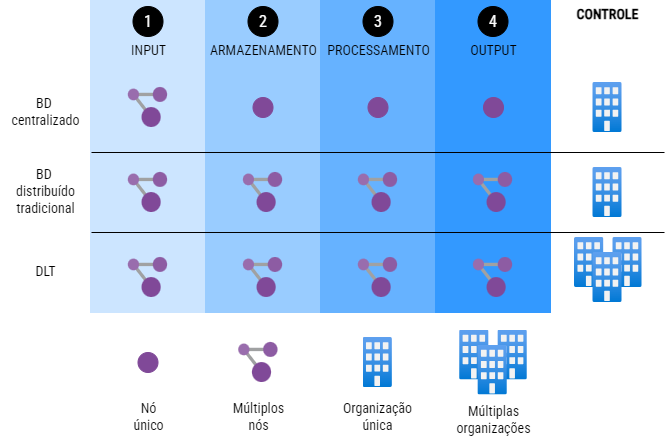 1 2 3 4 CONTROLE
INPUT ARMAZENAMENTO PROCESSAMENTO OUTPUT
BD
centralizado
BD
distribuído
tradicional
DLT
Nó
único
Múltiplos
nós
Organização
única
Múltiplas
organizações